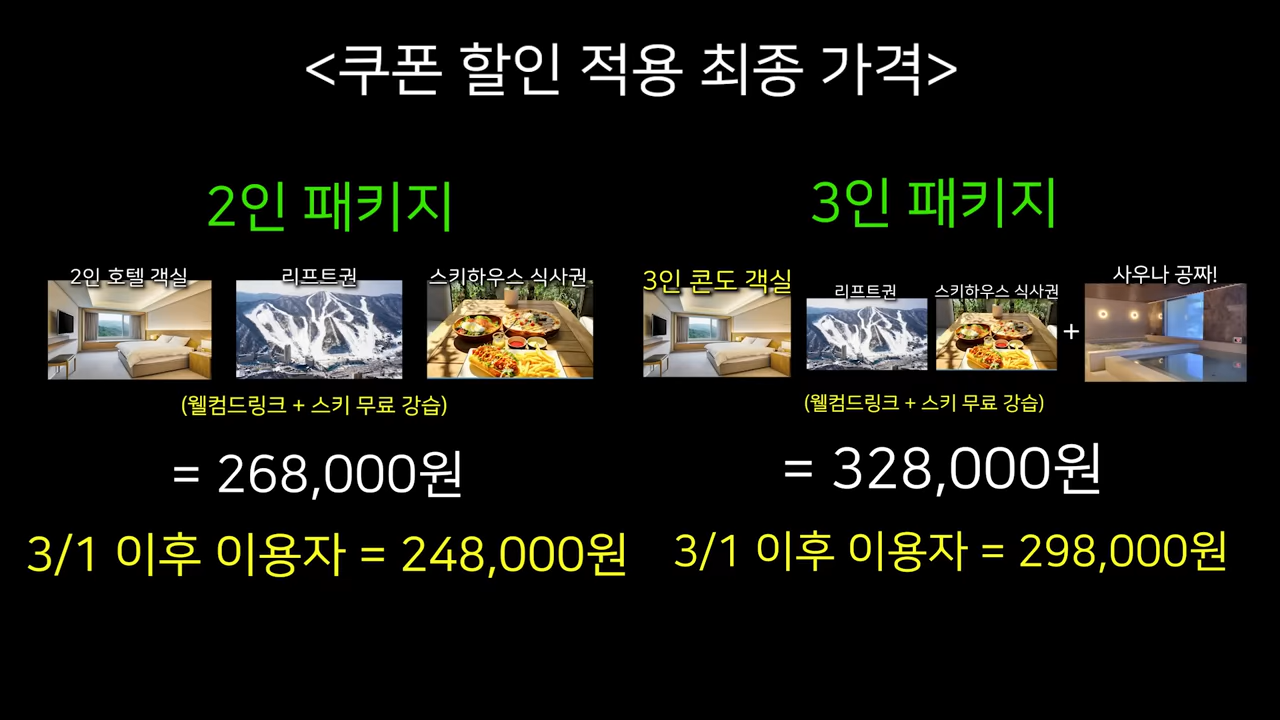 <쿠폰 할인 적용 최종 가격>
2인 패키지
2인 호텔 객실
리프트권
스키하우스 식사권
(웰컴드링크 + 스키 무료 강습)
= 268,000원
3/1 이후 이용자 = 248,000원
3인 패키지
3인 콘도 객실
리프트권
스키하우스 식사권
+
사우나 공짜!
(웰컴드링크 + 스키 무료 강습)
= 328,000원
3/1 이후 이용자 = 298,000원